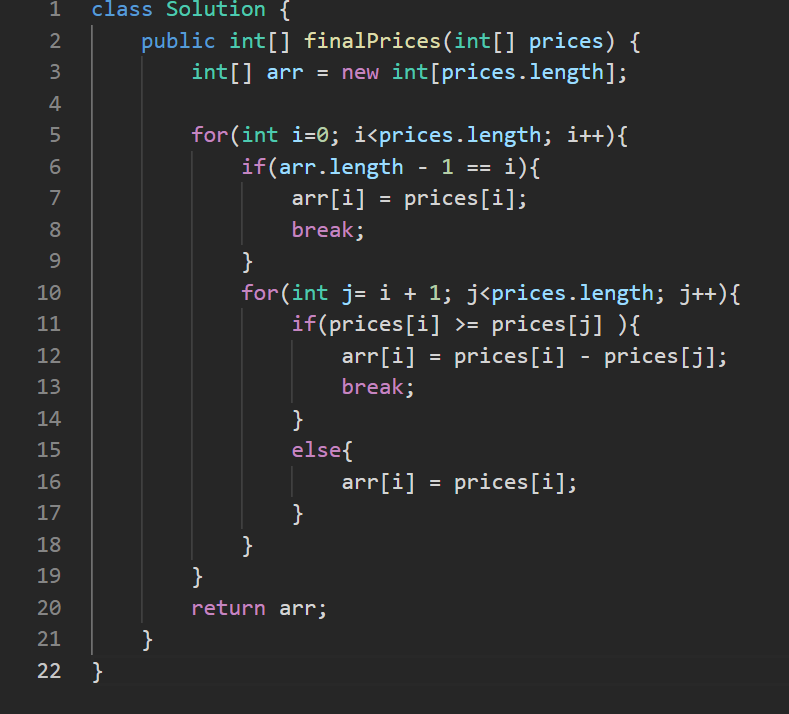 1 class Solution {
2     public int[] finalPrices(int[] prices) {
3         int[] arr = new int[prices.length];
4
5         for(int i=0; i<prices.length; i++){
6             if(arr.length - 1 == i){
7                 arr[i] = prices[i];
8                 break;
9             }
10             for(int j= i + 1; j<prices.length; j++){
11                 if(prices[i] >= prices[j] ){
12                     arr[i] = prices[i] - prices[j];
13                     break;
14                 }
15                 else{
16                     arr[i] = prices[i];
17                 }
18             }
19         }
20         return arr;
21     }
22 }